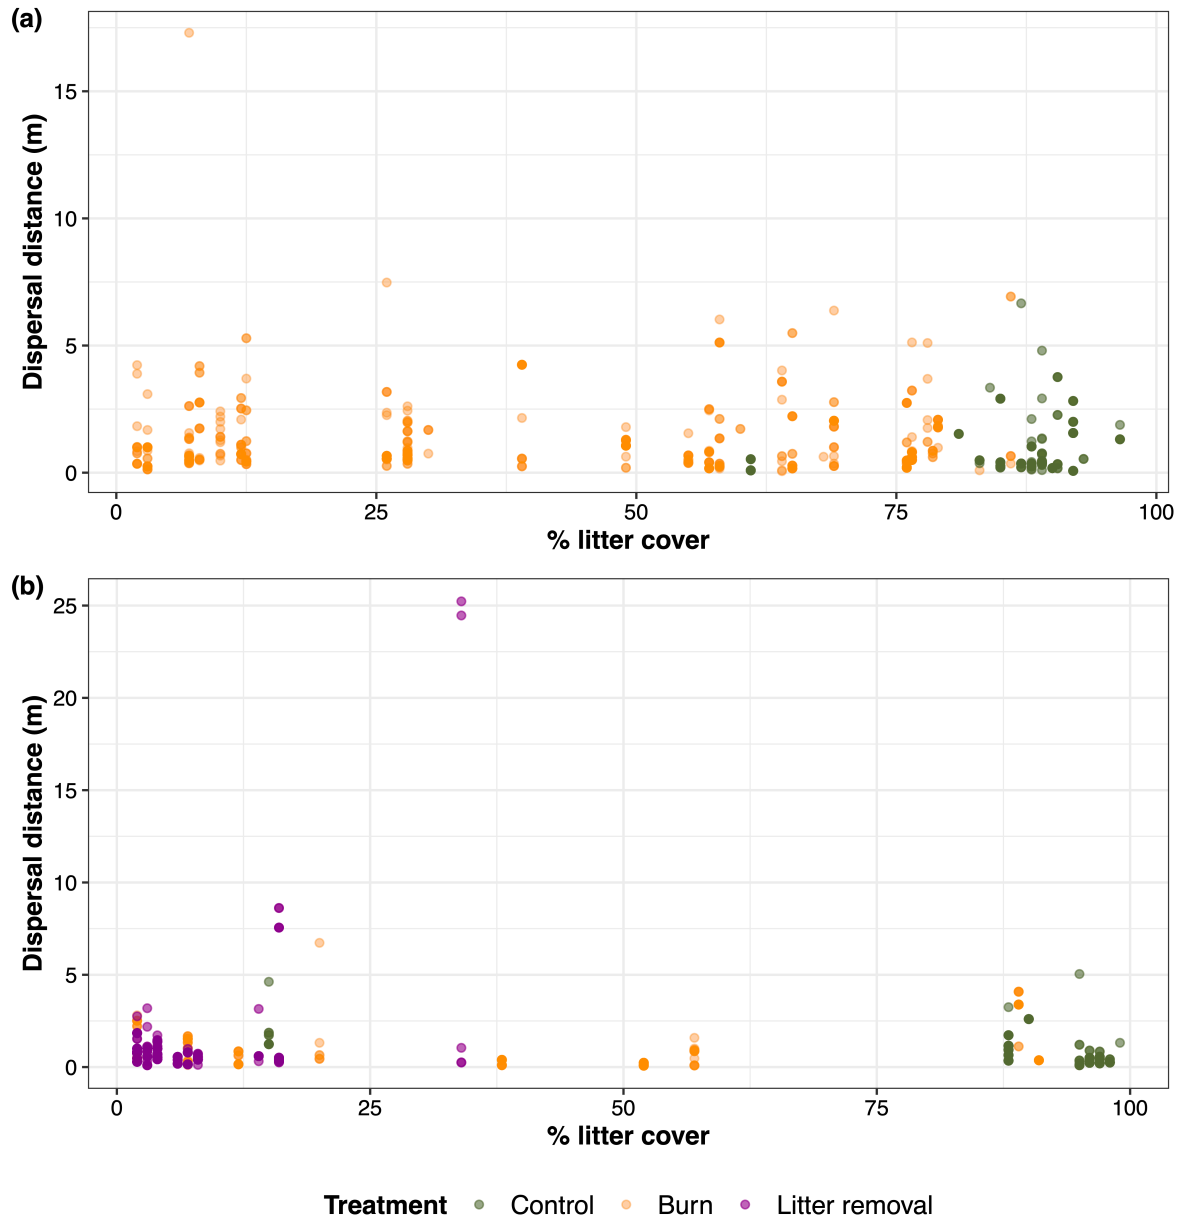 (a)
Dispersal distance (m)
15
10
5
0
0 25 50 75 100
% litter cover
(b)
Dispersal distance (m)
25
20
15
10
5
0
0 25 50 75 100
% litter cover
Treatment Control Burn Litter removal